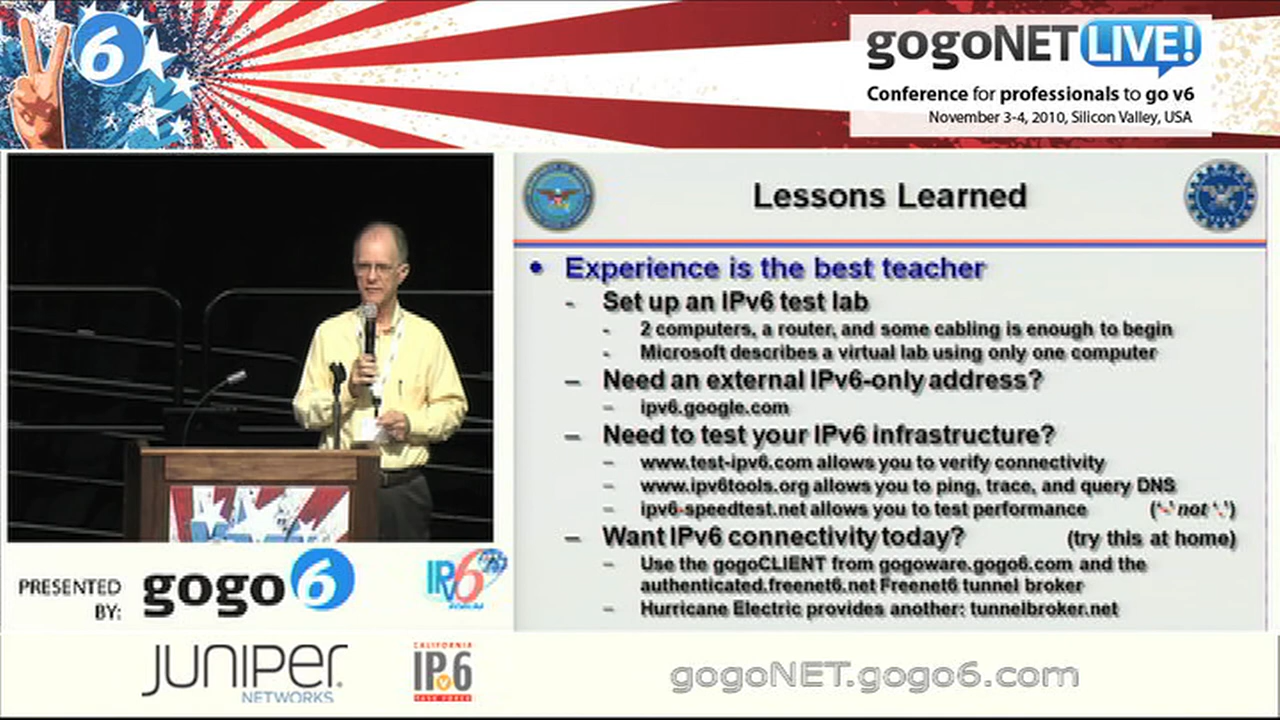 6
gogoNET LIVE!
Conference for professionals to go v6
November 3-4, 2010, Silicon Valley, USA
Lessons Learned
• Experience is the best teacher
- Set up an IPv6 test lab
- 2 computers, a router, and some cabling is enough to begin
- Microsoft describes a virtual lab using only one computer
– Need an external IPv6-only address?
– ipv6.google.com
– Need to test your IPv6 infrastructure?
– www.test-ipv6.com allows you to verify connectivity
– www.ipv6tools.org allows you to ping, trace, and query DNS
– ipv6-speedtest.net allows you to test performance ('-' not '.')
– Want IPv6 connectivity today? (try this at home)
– Use the gogoCLIENT from gogoware.gogo6.com and the
authenticated.freenet6.net Freenet6 tunnel broker
– Hurricane Electric provides another: tunnelbroker.net
PRESENTED
BY:
gogo6
IPv6
FORUM
JUNIPER
NETWORKS
CALIFORNIA
IPv6
TASK FORCE
gogoNET.gogo6.com